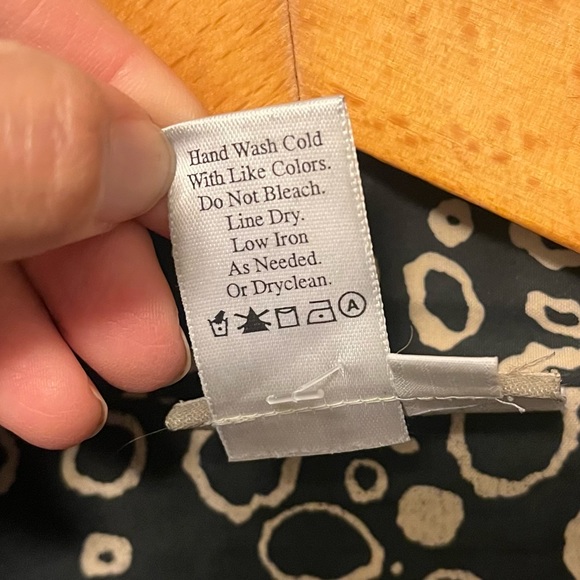 Hand Wash Cold
With Like Colors.
Do Not Bleach.
Line Dry.
Low Iron
As Needed.
Or Dryclean.
A